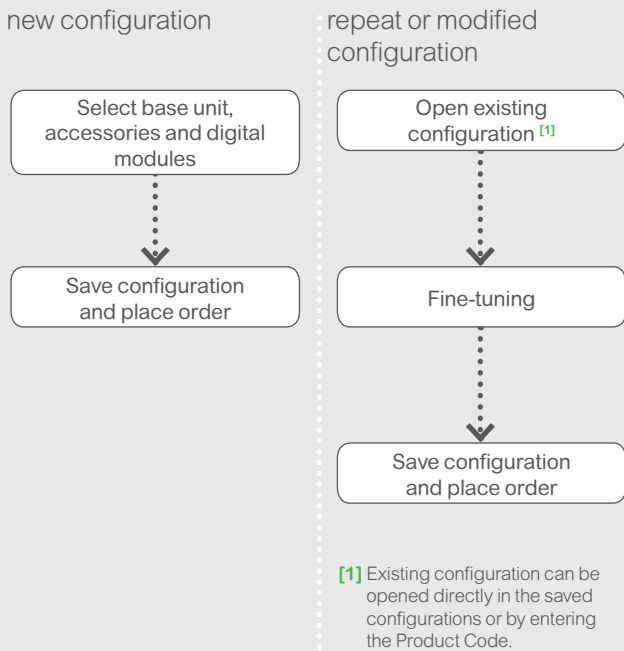 new configuration
Select base unit,
accessories and digital
modules
Save configuration
and place order
repeat or modified
configuration
Open existing
configuration [1]
Fine-tuning
Save configuration
and place order
[1] Existing configuration can be
opened directly in the saved
configurations or by entering
the Product Code.